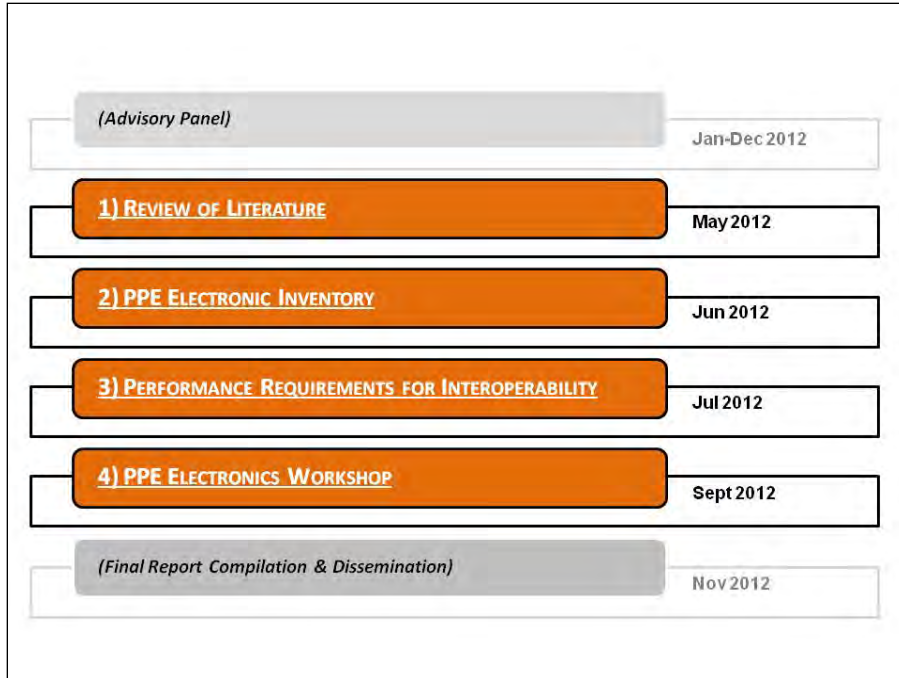 (Advisory Panel)
Jan-Dec 2012
1) REVIEW OF LITERATURE
May 2012
2) PPE ELECTRONIC INVENTORY
Jun 2012
3) PERFORMANCE REQUIREMENTS FOR INTEROPERABILITY
Jul 2012
4) PPE ELECTRONICS WORKSHOP
Sept 2012
(Final Report Compilation & Dissemination)
Nov 2012